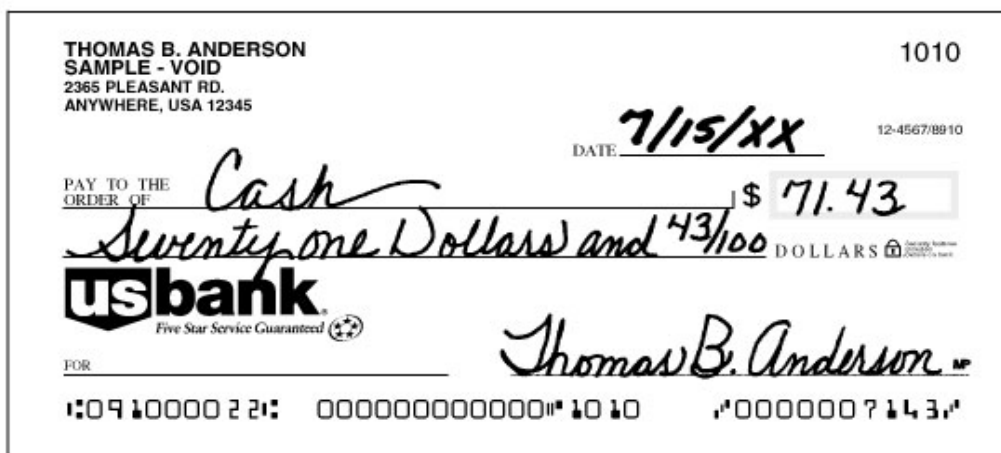 THOMAS B. ANDERSON
SAMPLE - VOID
2365 PLEASANT RD.
ANYWHERE, USA 12345
1010
12-4567/8910
DATE 7/15/XX
PAY TO THE
ORDER OF Cash $ 71.43
Seventy one Dollars and 43/100 DOLLARS
usbank.
Five Star Service Guaranteed
FOR Thomas B. Anderson MP
⑆091000022⑆ 0000000000000⑈1010 ⑇0000007143⑇